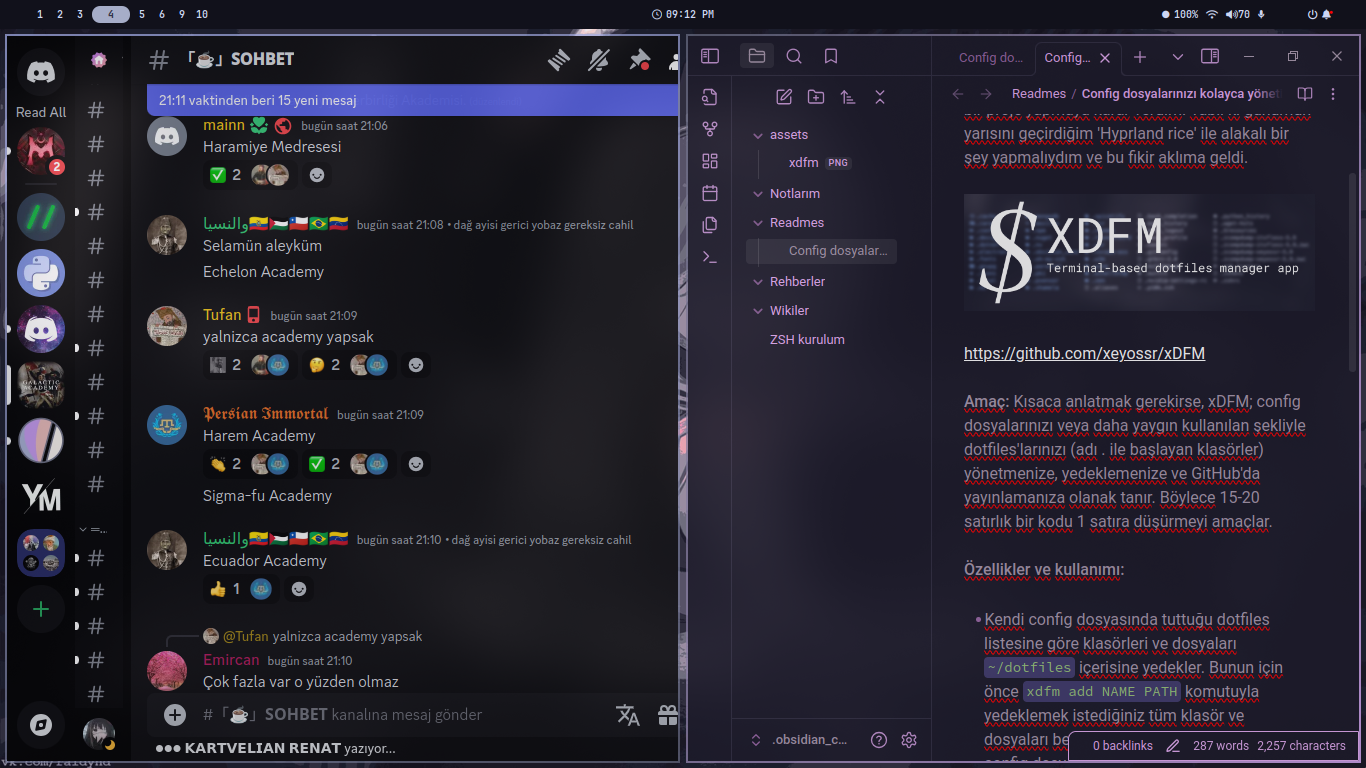 1 2 3 4 5 6 9 10
09:12 PM
100% 70
Read All
2
GALACTIC
ACADEMY
YM
「☕」SOHBET
21:11 vaktinden beri 15 yeni mesaj
mainn bugün saat 21:06
Haramiye Medresesi
✅ 2
والنسيا🇪🇨🇵🇸🇨🇱🇧🇷🇻🇪 bugün saat 21:08 • dağ ayisi gerici yobaz gereksiz cahil
Selamün aleyküm
Echelon Academy
Tufan bugün saat 21:09
yalnizca academy yapsak
2 🤔 2
𝕻𝖊𝖗𝖘𝖎𝖆𝖓 𝕴𝖒𝖒𝖔𝖗𝖙𝖆𝖑 bugün saat 21:09
Harem Academy
👏 2 ✅ 2
Sigma-fu Academy
والنسيا🇪🇨🇵🇸🇨🇱🇧🇷🇻🇪 bugün saat 21:10 • dağ ayisi gerici yobaz gereksiz cahil
Ecuador Academy
👍 1
@Tufan yalnizca academy yapsak
Emircan bugün saat 21:10
Çok fazla var o yüzden olmaz
# 「☕」SOHBET kanalına mesaj gönder
KARTVELIAN RENAT yazıyor...
Config do...
Config...
assets
xdfm PNG
Notlarım
Readmes
Config dosyalar...
Rehberler
Wikiler
ZSH kurulum
.obsidian_c...
Readmes / Config dosyalarınızı kolayca yönet
yarısını geçirdiğim 'Hyprland rice' ile alakalı bir
şey yapmalıydım ve bu fikir aklıma geldi.
$ XDFM
Terminal-based dotfiles manager app
https://github.com/xeyossr/xDFM
Amaç: Kısaca anlatmak gerekirse, xDFM; config
dosyalarınızı veya daha yaygın kullanılan şekliyle
dotfiles'larınızı (adı . ile başlayan klasörler)
yönetmenize, yedeklemenize ve GitHub'da
yayınlamanıza olanak tanır. Böylece 15-20
satırlık bir kodu 1 satıra düşürmeyi amaçlar.
Özellikler ve kullanımı:
• Kendi config dosyasında tuttuğu dotfiles
listesine göre klasörleri ve dosyaları
~/dotfiles içerisine yedekler. Bunun için
önce xdfm add NAME PATH komutuyla
yedeklemek istediğiniz tüm klasör ve
dosyaları be
0 backlinks 287 words 2,257 characters